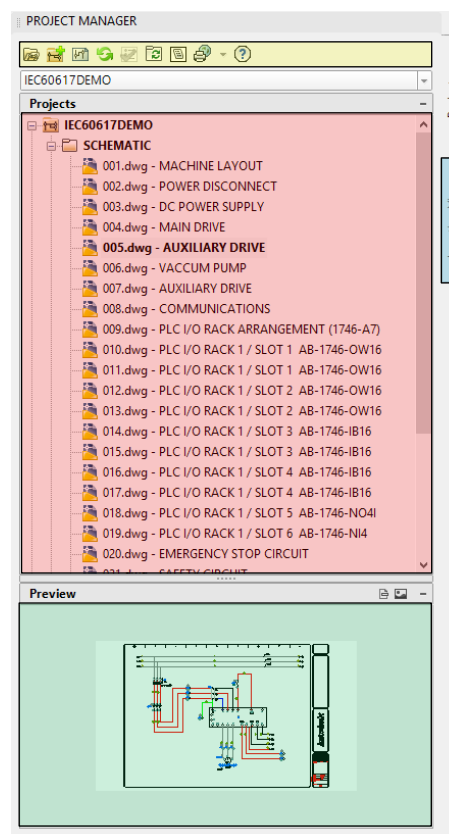 PROJECT MANAGER
IEC60617DEMO
Projects
IEC60617DEMO
SCHEMATIC
001.dwg - MACHINE LAYOUT
002.dwg - POWER DISCONNECT
003.dwg - DC POWER SUPPLY
004.dwg - MAIN DRIVE
005.dwg - AUXILIARY DRIVE
006.dwg - VACCUM PUMP
007.dwg - AUXILIARY DRIVE
008.dwg - COMMUNICATIONS
009.dwg - PLC I/O RACK ARRANGEMENT (1746-A7)
010.dwg - PLC I/O RACK 1 / SLOT 1 AB-1746-OW16
011.dwg - PLC I/O RACK 1 / SLOT 1 AB-1746-OW16
012.dwg - PLC I/O RACK 1 / SLOT 2 AB-1746-OW16
013.dwg - PLC I/O RACK 1 / SLOT 2 AB-1746-OW16
014.dwg - PLC I/O RACK 1 / SLOT 3 AB-1746-IB16
015.dwg - PLC I/O RACK 1 / SLOT 3 AB-1746-IB16
016.dwg - PLC I/O RACK 1 / SLOT 4 AB-1746-IB16
017.dwg - PLC I/O RACK 1 / SLOT 4 AB-1746-IB16
018.dwg - PLC I/O RACK 1 / SLOT 5 AB-1746-NO4I
019.dwg - PLC I/O RACK 1 / SLOT 6 AB-1746-NI4
020.dwg - EMERGENCY STOP CIRCUIT
021.dwg - SAFETY CIRCUIT
Preview
Autodesk